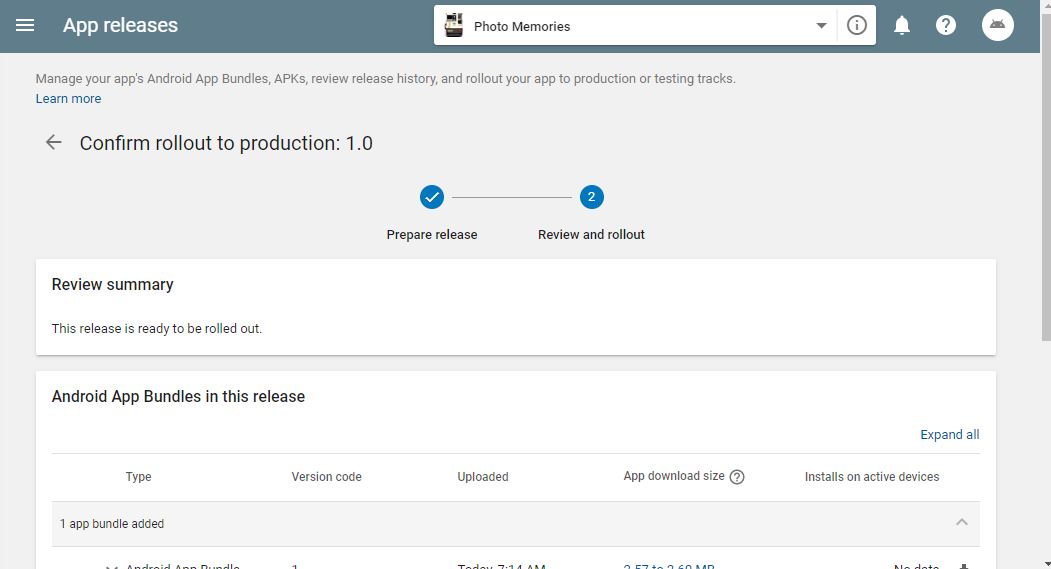 App releases
Photo Memories
Manage your app's Android App Bundles, APKs, review release history, and rollout your app to production or testing tracks.
Learn more
Confirm rollout to production: 1.0
2
Prepare release
Review and rollout
Review summary
This release is ready to be rolled out.
Android App Bundles in this release
Expand all
Type Version code Uploaded App download size Installs on active devices
1 app bundle added
Android App Bundle 1 Today, 7:14 AM 2.57 to 2.60 MB No data